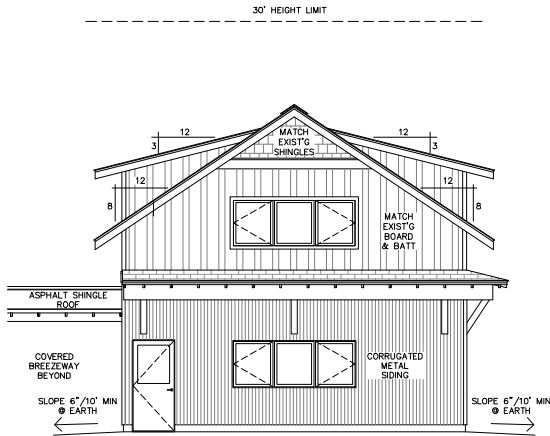 30' HEIGHT LIMIT
12
3
12
3
MATCH
EXIST'G
SHINGLES
12
8
12
8
MATCH
EXIST'G
BOARD
& BATT
ASPHALT SHINGLE
ROOF
COVERED
BREEZEWAY
BEYOND
CORRUGATED
METAL
SIDING
SLOPE 6"/10' MIN
@ EARTH
SLOPE 6"/10' MIN
@ EARTH